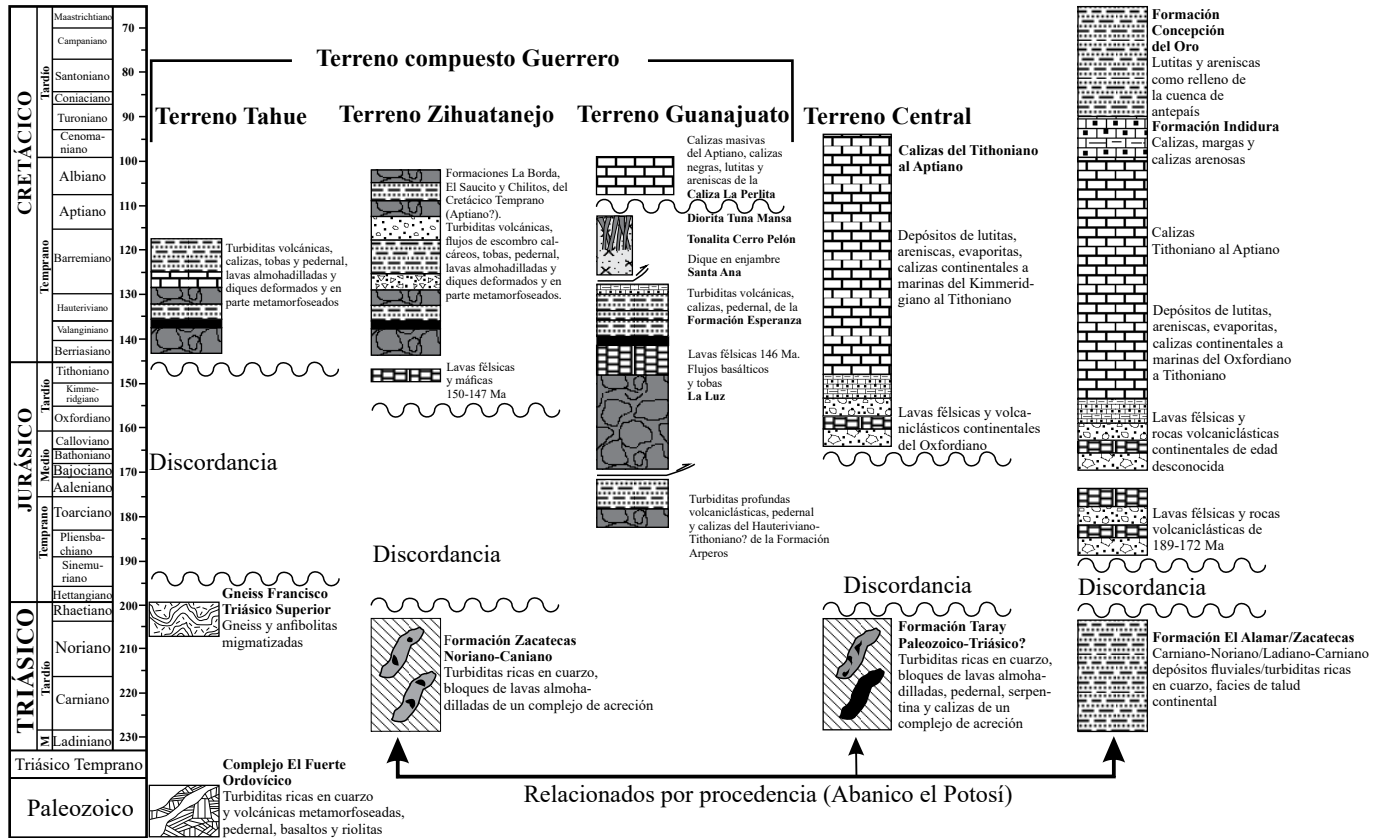 CRETÁCICO
Tardío
Temprano
Maastrichtiano
Campaniano
Santoniano
Coniaciano
Turoniano
Cenoma-
niano
Albiano
Aptiano
Barremiano
Hauteriviano
Valanginiano
Berriasiano
JURÁSICO
Tardío
Medio
Temprano
Tithoniano
Kimme-
ridgiano
Oxfordiano
Calloviano
Bathoniano
Bajociano
Aaleniano
Toarciano
Pliensba-
chiano
Sinemu-
riano
Hettangiano
TRIÁSICO
Tardío
M
Rhaetiano
Noriano
Carniano
Ladiniano
Triásico Temprano
Paleozoico
70
80
90
100
110
120
130
140
150
160
170
180
190
200
210
220
230
Terreno compuesto Guerrero
Terreno Tahue
Turbiditas volcánicas,
calizas, tobas y pedernal,
lavas almohadilladas y
diques deformados y en
parte metamorfoseados
Discordancia
Gneiss Francisco
Triásico Superior
Gneiss y anfibolitas
migmatizadas
Complejo El Fuerte
Ordovícico
Turbiditas ricas en cuarzo
y volcánicas metamorfoseadas,
pedernal, basaltos y riolitas
Terreno Zihuatanejo
Formaciones La Borda,
El Saucito y Chilitos, del
Cretácico Temprano
(Aptiano?).
Turbiditas volcánicas,
flujos de escombro cal-
cáreos, tobas, pedernal,
lavas almohadilladas y
diques deformados y en
parte metamorfoseados.
Lavas félsicas
y máficas
150-147 Ma
Discordancia
Formación Zacatecas
Noriano-Caniano
Turbiditas ricas en cuarzo,
bloques de lavas almoha-
dilladas de un complejo de acreción
Terreno Guanajuato
Calizas masivas
del Aptiano, calizas
negras, lutitas y
areniscas de la
Caliza La Perlita
Diorita Tuna Mansa
Tonalita Cerro Pelón
Dique en enjambre
Santa Ana
Turbiditas volcánicas,
calizas, pedernal, de la
Formación Esperanza
Lavas félsicas 146 Ma.
Flujos basálticos
y tobas
La Luz
Turbiditas profundas
volcaniclásticas, pedernal
y calizas del Hauteriviano-
Tithoniano? de la Formación
Arperos
Terreno Central
Calizas del Tithoniano
al Aptiano
Depósitos de lutitas,
areniscas, evaporitas,
calizas continentales a
marinas del Kimmerid-
giano al Tithoniano
Lavas félsicas y volca-
niclásticos continentales
del Oxfordiano
Discordancia
Formación Taray
Paleozoico-Triásico?
Turbiditas ricas en cuarzo,
bloques de lavas almoha-
dilladas, pedernal, serpen-
tina y calizas de
un complejo de acreción
Formación
Concepción
del Oro
Lutitas y areniscas
como relleno de
la cuenca de
antepaís
Formación Indidura
Calizas, margas y
calizas arenosas
Calizas
Tithoniano al Aptiano
Depósitos de lutitas,
areniscas, evaporitas,
calizas continentales a
marinas del Oxfordiano
a Tithoniano
Lavas félsicas y
rocas volcaniclásticas
continentales de edad
desconocida
Lavas félsicas y rocas
volcaniclásticas de
189-172 Ma
Discordancia
Formación El Alamar/Zacatecas
Carniano-Noriano/Ladiano-Carniano
depósitos fluviales/turbiditas ricas
en cuarzo, facies de talud
continental
Relacionados por procedencia (Abanico el Potosí)